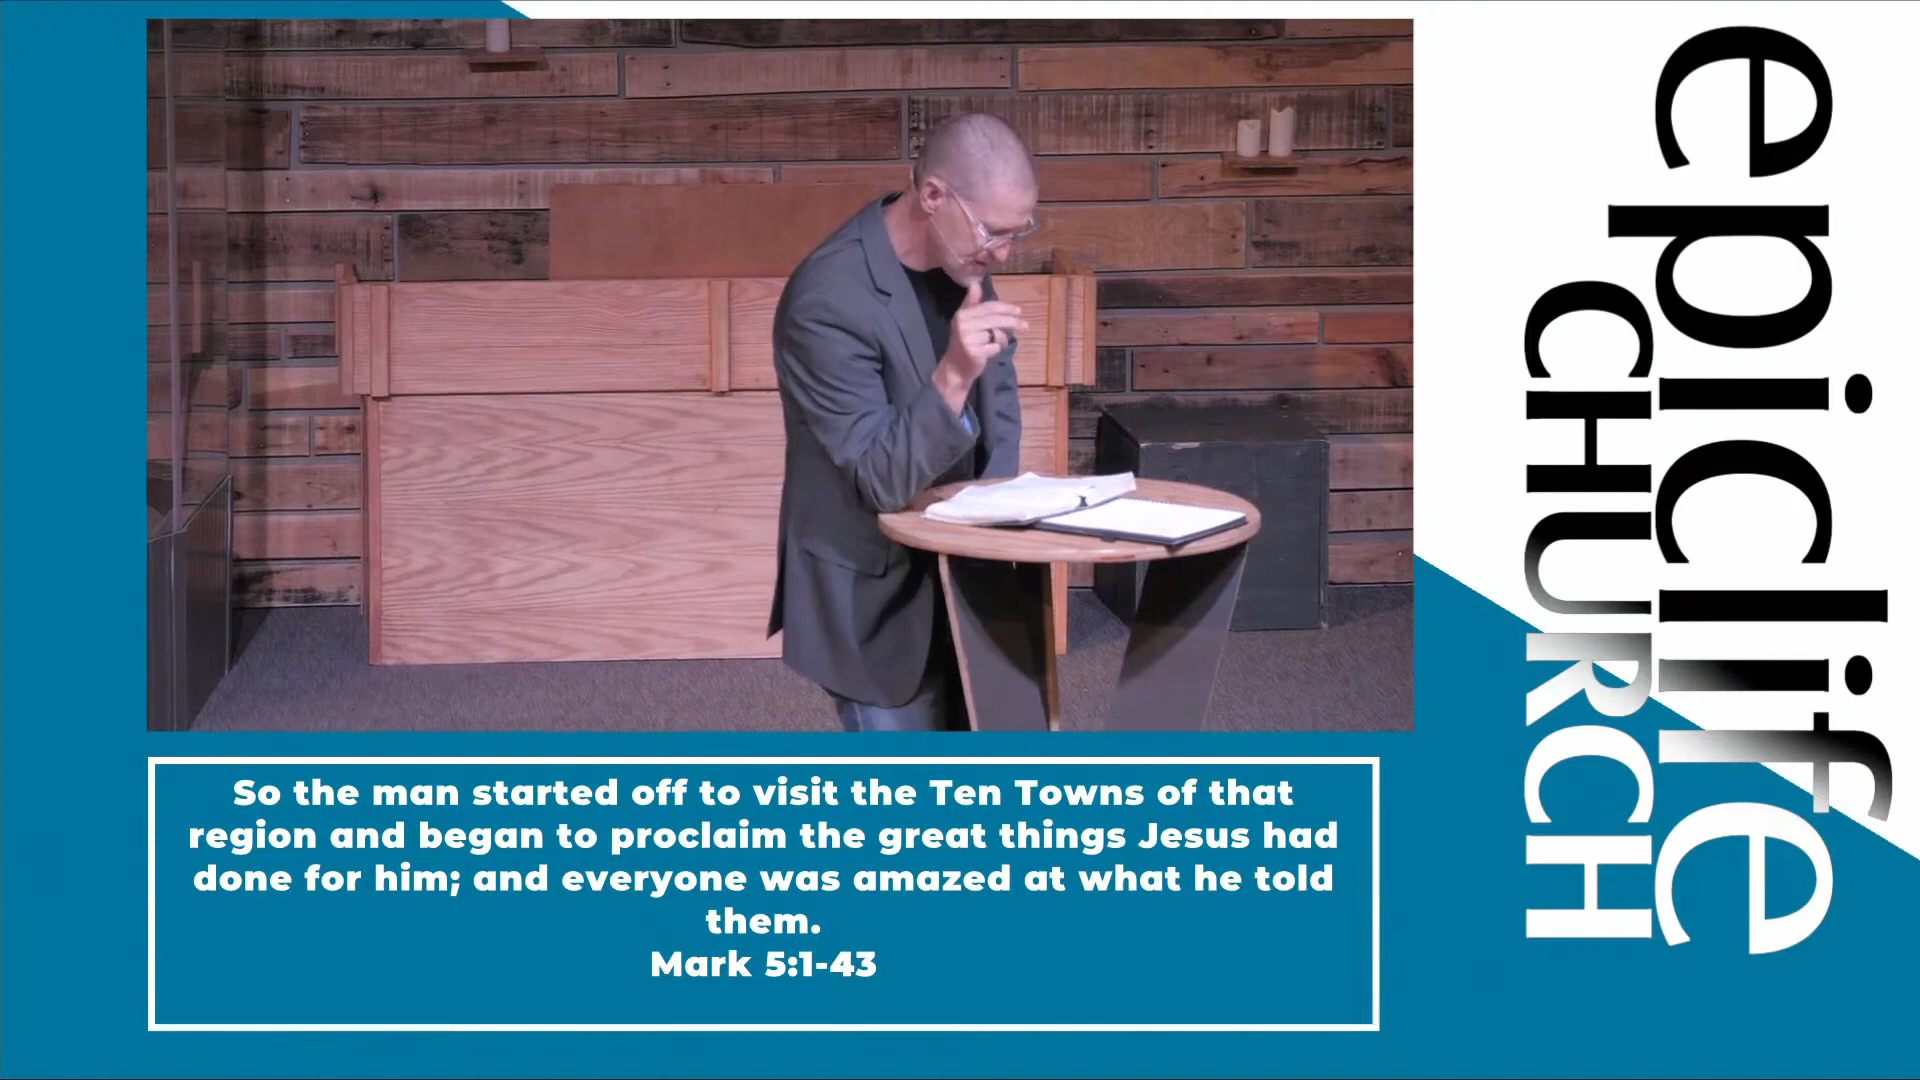 So the man started off to visit the Ten Towns of that
region and began to proclaim the great things Jesus had
done for him; and everyone was amazed at what he told
them.
Mark 5:1-43
epiclife
CHURCH